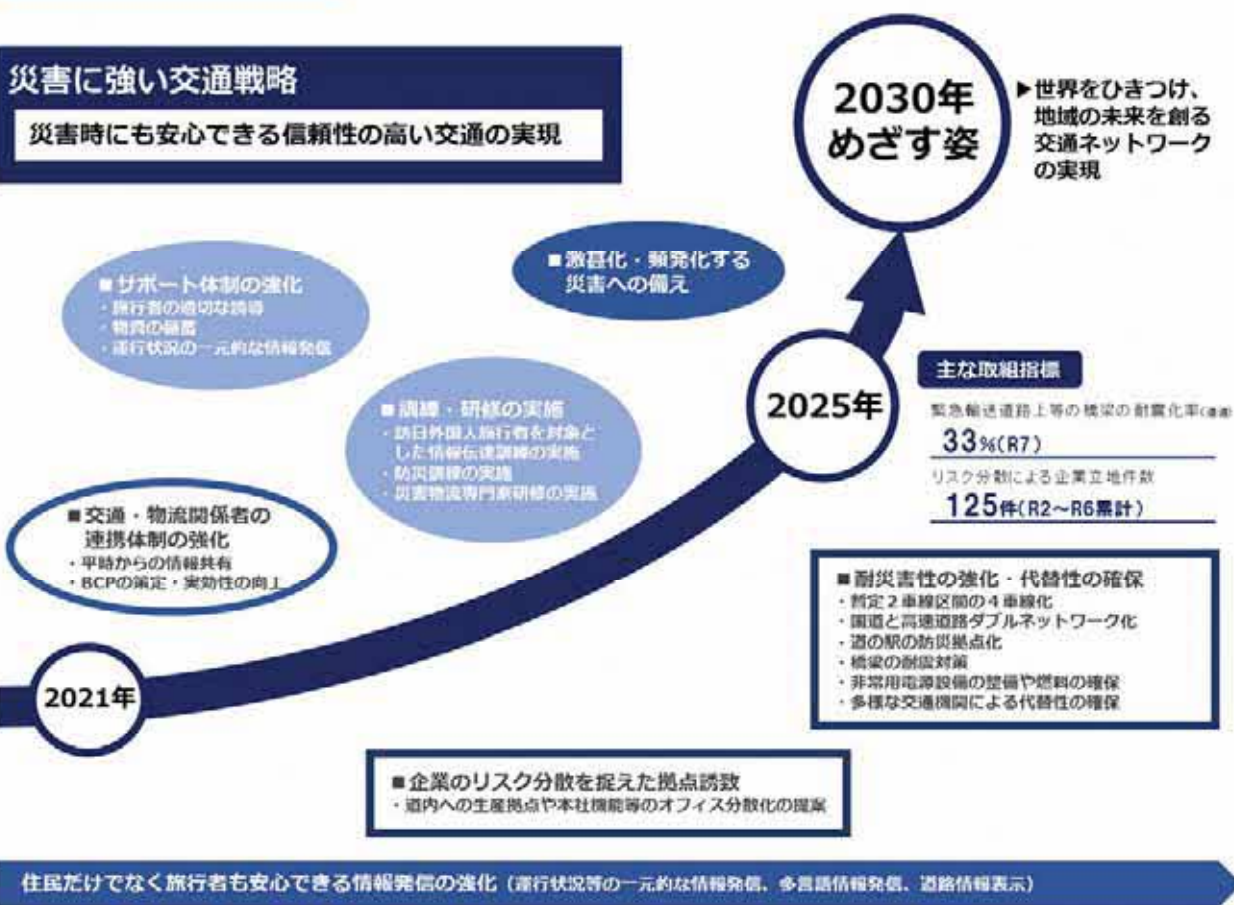 災害に強い交通戦略
災害時にも安心できる信頼性の高い交通の実現
2030年
めざす姿
▶世界をひきつけ、
地域の未来を創る
交通ネットワーク
の実現
■激甚化・頻発化する
災害への備え
■サポート体制の強化
・旅行者の適切な誘導
・物資の備蓄
・運行状況の一元的な情報発信
■訓練・研修の実施
・訪日外国人旅行者を対象と
した情報伝達訓練の実施
・防災訓練の実施
・災害物流専門家研修の実施
■交通・物流関係者の
連携体制の強化
・平時からの情報共有
・BCPの策定・実効性の向上
2025年
主な取組指標
緊急輸送道路上等の橋梁の耐震化率
33%(R7)
リスク分散による企業立地件数
125件(R2～R6累計)
■耐災害性の強化・代替性の確保
・暫定2車線区間の4車線化
・国道と高速道路ダブルネットワーク化
・道の駅の防災拠点化
・橋梁の耐震対策
・非常用電源設備の整備や燃料の確保
・多様な交通機関による代替性の確保
2021年
■企業のリスク分散を捉えた拠点誘致
・道内への生産拠点や本社機能等のオフィス分散化の提案
住民だけでなく旅行者も安心できる情報発信の強化（運行状況等の一元的な情報発信、多言語情報発信、道路情報表示）